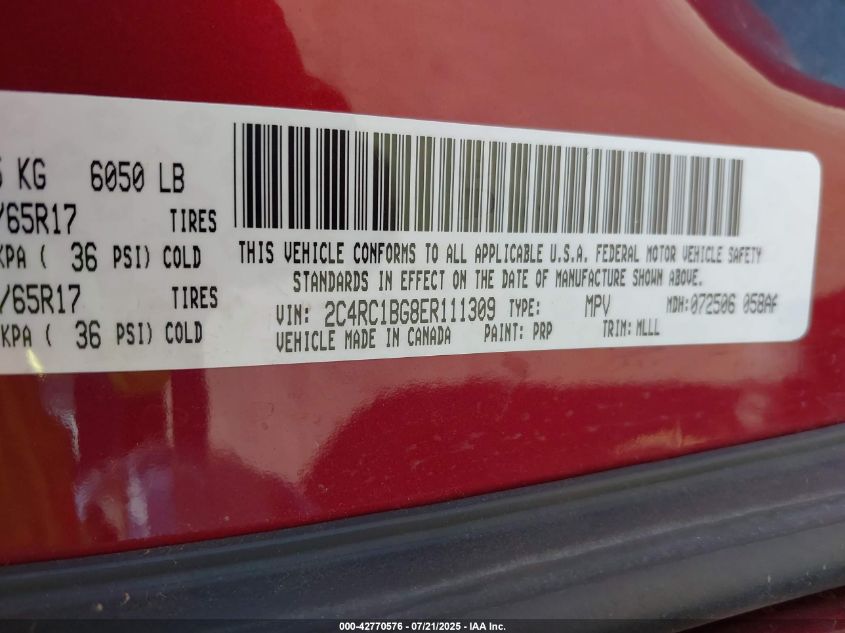 KG 6050 LB
/65R17 TIRES
KPA ( 36 PSI) COLD
/65R17 TIRES
KPA ( 36 PSI) COLD
THIS VEHICLE CONFORMS TO ALL APPLICABLE U.S.A. FEDERAL MOTOR VEHICLE SAFETY
STANDARDS IN EFFECT ON THE DATE OF MANUFACTURE SHOWN ABOVE.
VIN: 2C4RC1BG8ER111309 TYPE: MPV MDH:072506 058AF
VEHICLE MADE IN CANADA PAINT: PRP TRIM: MLLL
000-42770576 - 07/21/2025 - IAA Inc.